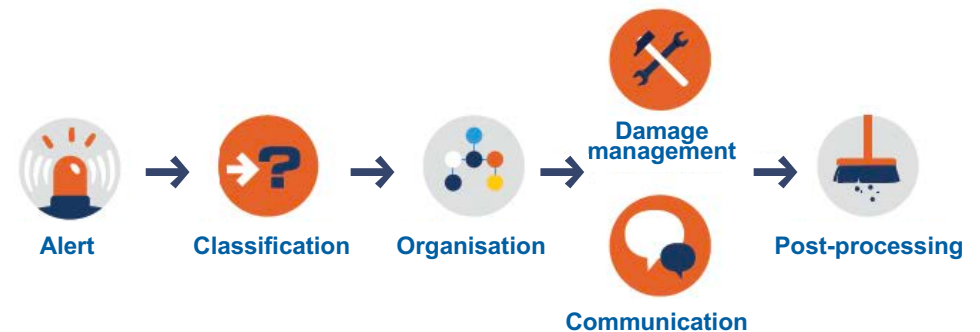 Alert
Classification
Organisation
Damage
management
Communication
Post-processing